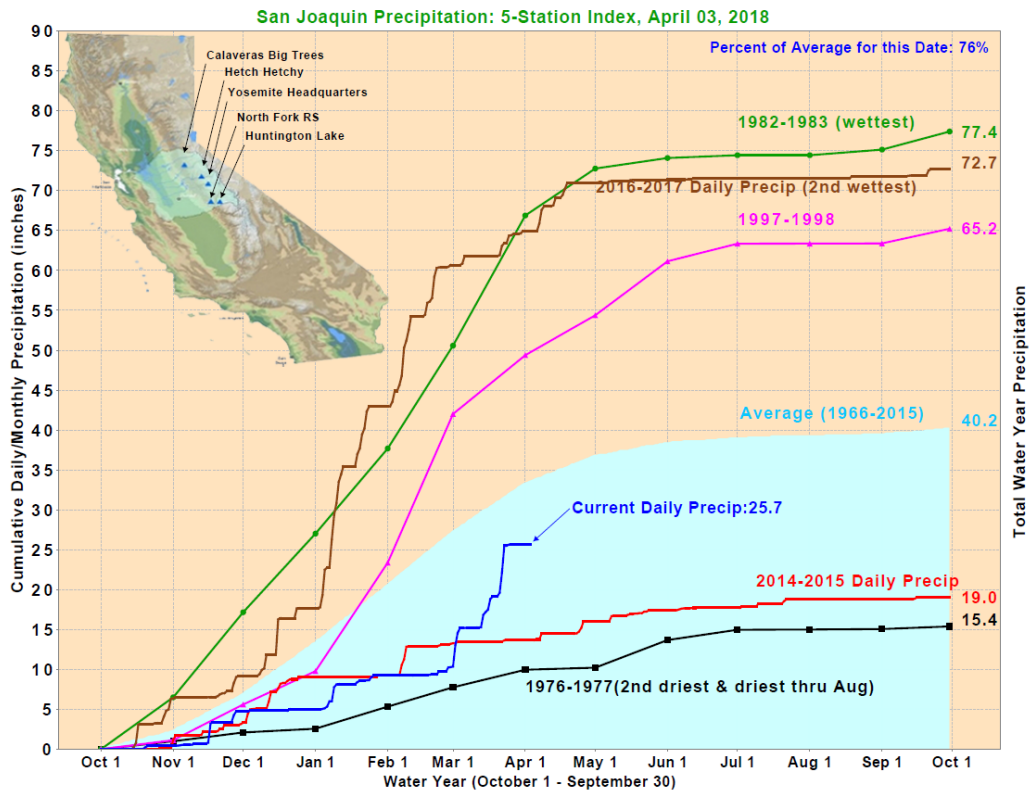 San Joaquin Precipitation: 5-Station Index, April 03, 2018
Percent of Average for this Date: 76%
Calaveras Big Trees
Hetch Hetchy
Yosemite Headquarters
North Fork RS
Huntington Lake
1982-1983 (wettest)
77.4
72.7
2016-2017 Daily Precip (2nd wettest)
1997-1998
65.2
Average (1966-2015)
40.2
Current Daily Precip:25.7
2014-2015 Daily Precip
19.0
15.4
1976-1977(2nd driest & driest thru Aug)
Cumulative Daily/Monthly Precipitation (inches)
90
85
80
75
70
65
60
55
50
45
40
35
30
25
20
15
10
5
0
Total Water Year Precipitation
Oct 1 Nov 1 Dec 1 Jan 1 Feb 1 Mar 1 Apr 1 May 1 Jun 1 Jul 1 Aug 1 Sep 1 Oct 1
Water Year (October 1 - September 30)